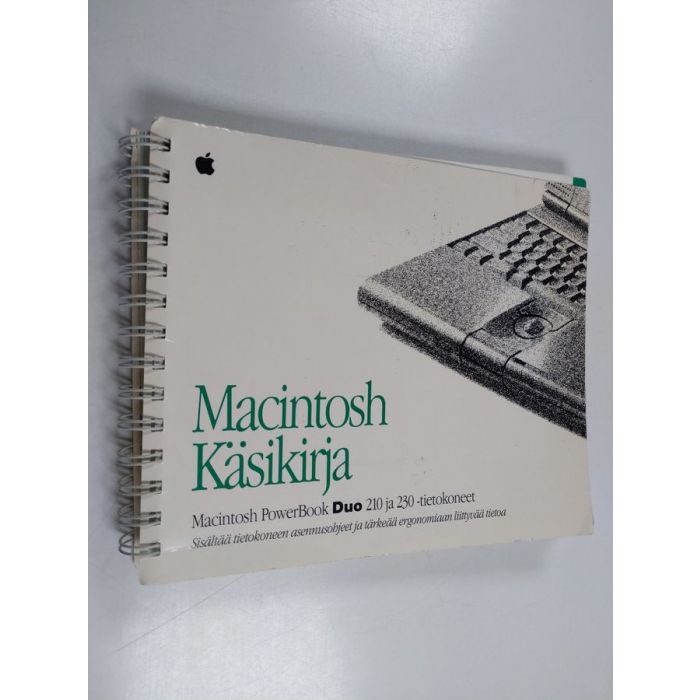 Macintosh
Käsikirja
Macintosh PowerBook Duo 210 ja 230 -tietokoneet
Sisältää tietokoneen asennusohjeet ja tärkeää ergonomiaan liittyvää tietoa